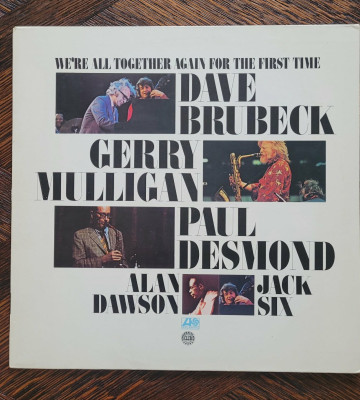 WE'RE ALL TOGETHER AGAIN FOR THE FIRST TIME
DAVE
BRUBECK
GERRY
MULLIGAN
PAUL
DESMOND
ALAN
DAWSON
JACK
SIX